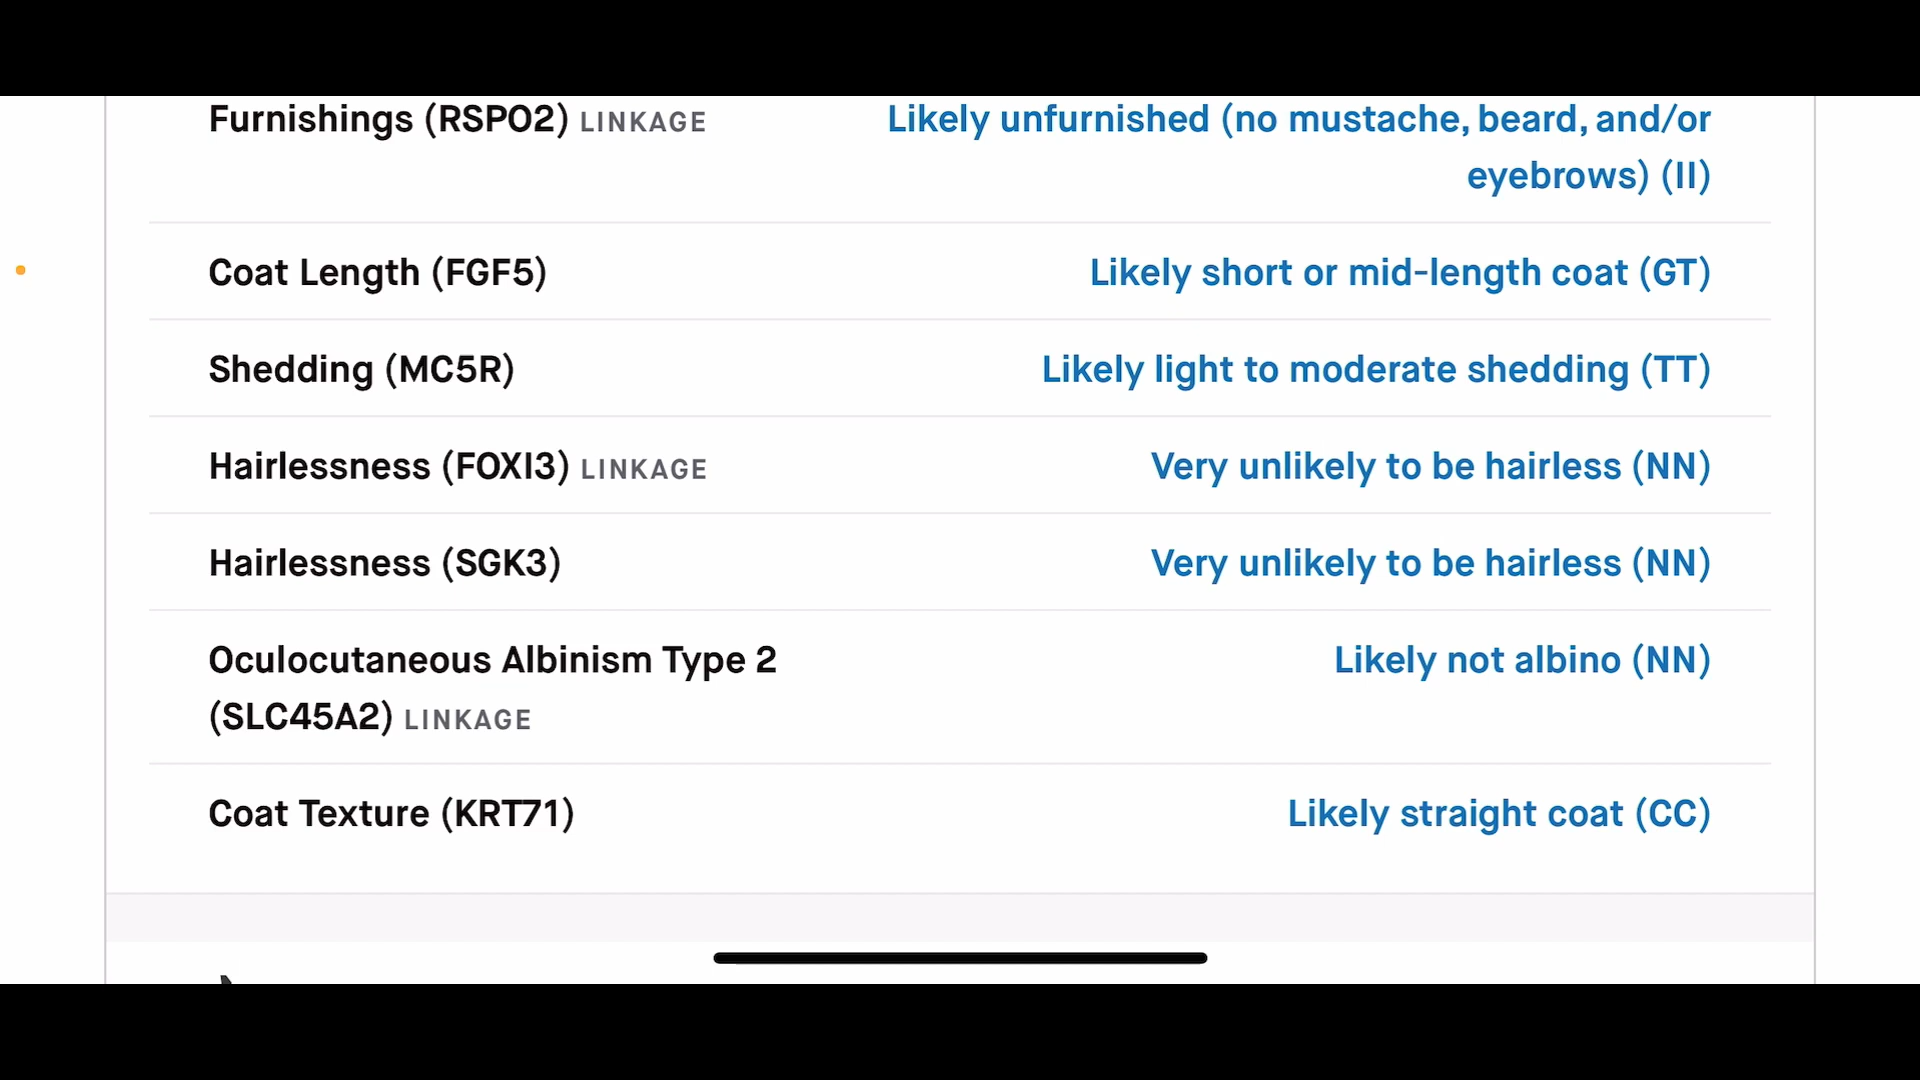 Furnishings (RSPO2) LINKAGE Likely unfurnished (no mustache, beard, and/or
eyebrows) (II)
Coat Length (FGF5) Likely short or mid-length coat (GT)
Shedding (MC5R) Likely light to moderate shedding (TT)
Hairlessness (FOXI3) LINKAGE Very unlikely to be hairless (NN)
Hairlessness (SGK3) Very unlikely to be hairless (NN)
Oculocutaneous Albinism Type 2 Likely not albino (NN)
(SLC45A2) LINKAGE
Coat Texture (KRT71) Likely straight coat (CC)